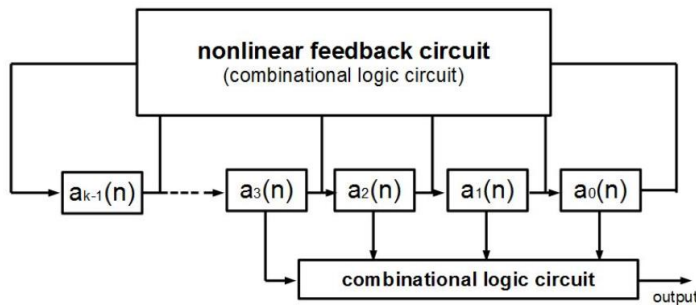 nonlinear feedback circuit
(combinational logic circuit)
aₖ₋₁(n)
a₃(n)
a₂(n)
a₁(n)
a₀(n)
combinational logic circuit
output